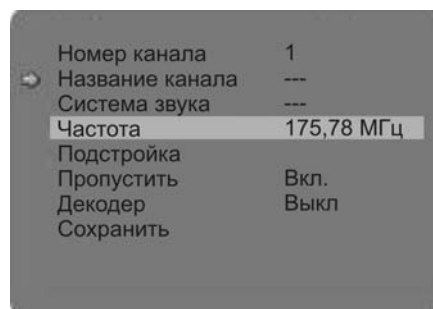 Номер канала 1
Название канала ---
Система звука ---
Частота 175,78 МГц
Подстройка
Пропустить Вкл.
Декодер Выкл
Сохранить